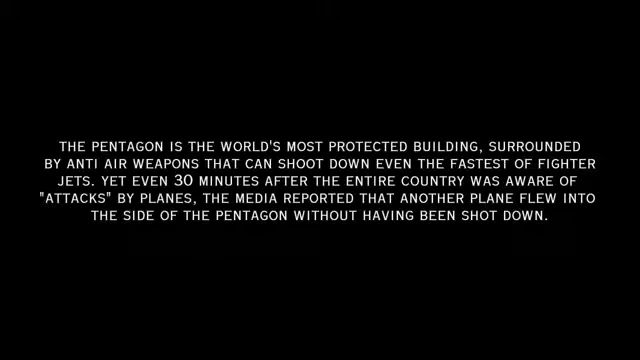 THE PENTAGON IS THE WORLD'S MOST PROTECTED BUILDING, SURROUNDED
BY ANTI AIR WEAPONS THAT CAN SHOOT DOWN EVEN THE FASTEST OF FIGHTER
JETS. YET EVEN 30 MINUTES AFTER THE ENTIRE COUNTRY WAS AWARE OF
"ATTACKS" BY PLANES, THE MEDIA REPORTED THAT ANOTHER PLANE FLEW INTO
THE SIDE OF THE PENTAGON WITHOUT HAVING BEEN SHOT DOWN.